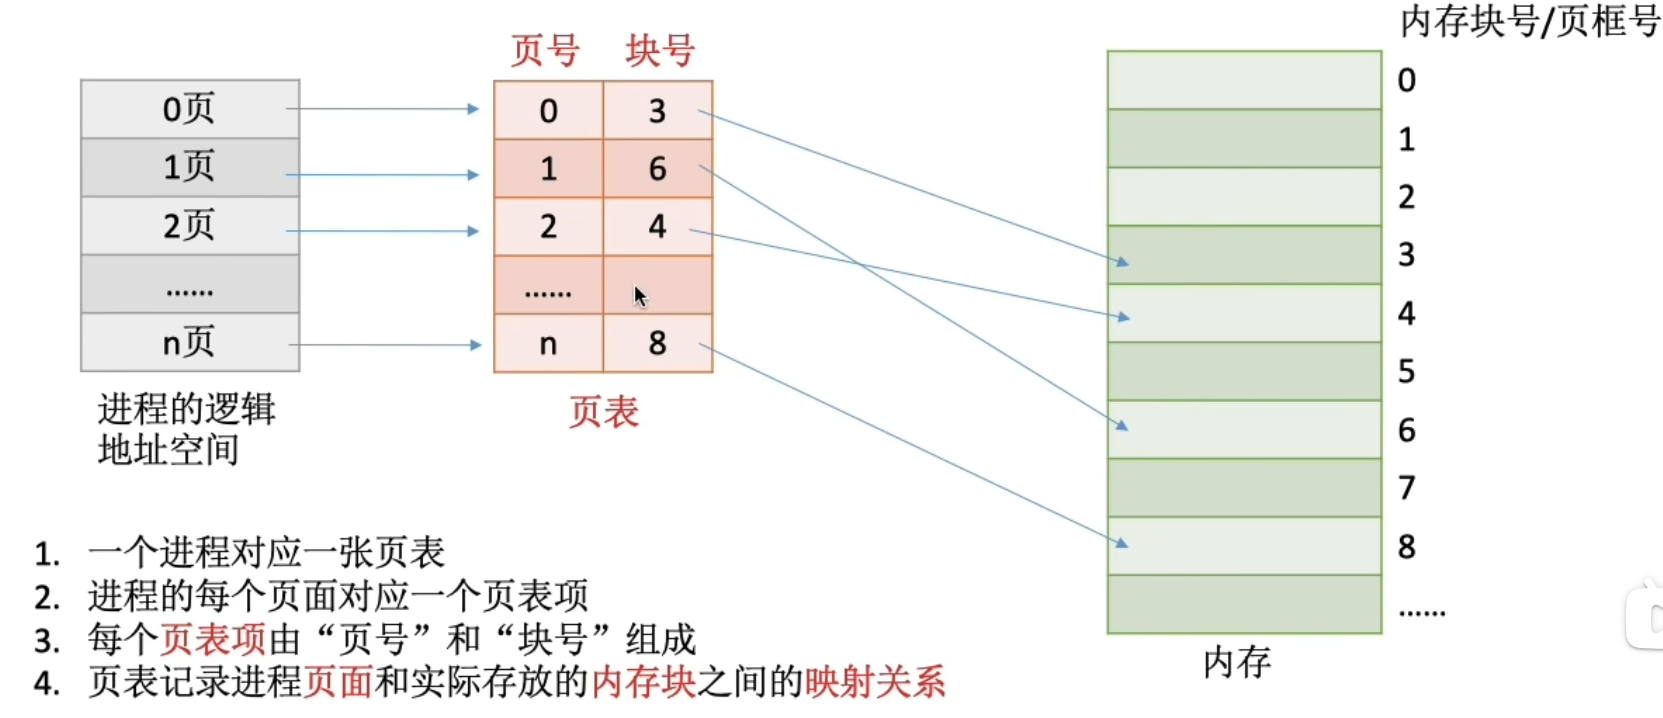 内存块号/页框号
页号 块号
0页 0 3 0
1页 1 6 1
2页 2 4 2
...... ...... 3
n页 n 8 4
进程的逻辑
地址空间
页表
5
6
7
8
......
内存
1. 一个进程对应一张页表
2. 进程的每个页面对应一个页表项
3. 每个页表项由“页号”和“块号”组成
4. 页表记录进程页面和实际存放的内存块之间的映射关系